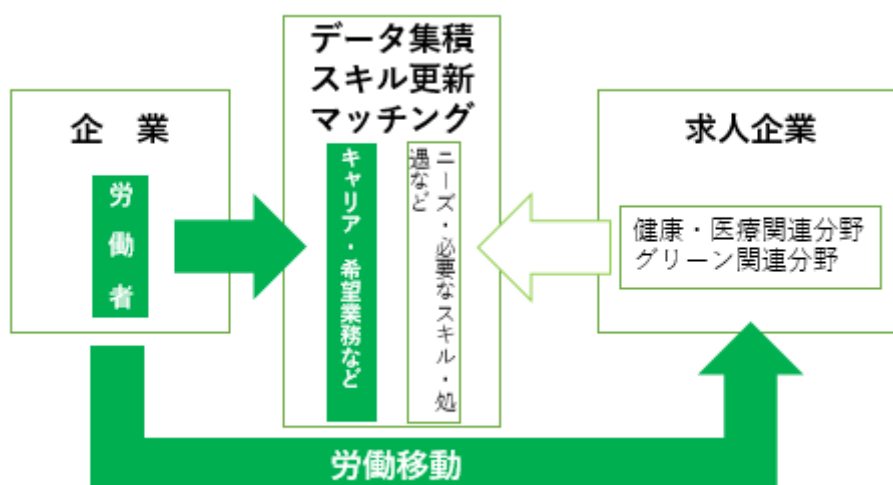 データ集積
スキル更新
マッチング
企　業
労働者
キャリア・希望業務など
ニーズ・必要なスキル・処
遇など
求人企業
健康・医療関連分野
グリーン関連分野
労働移動